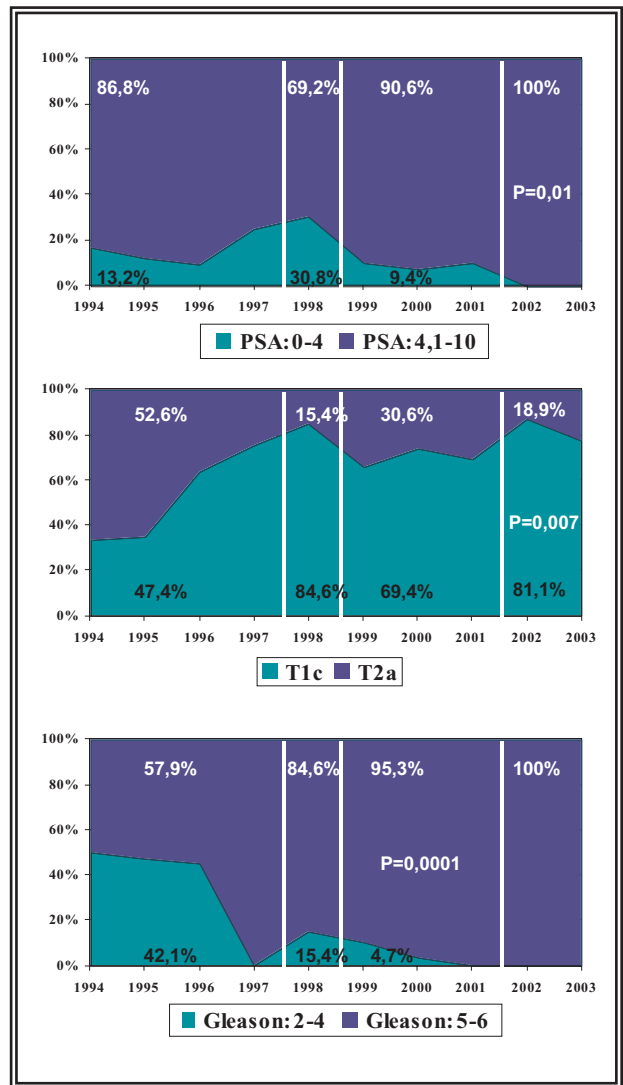 100%
86,8% 69,2% 90,6% 100%
80%
60%
P=0,01
40%
20%
13,2% 30,8% 9,4%
0%
1994 1995 1996 1997 1998 1999 2000 2001 2002 2003
PSA:0-4 PSA:4,1-10
100%
52,6% 15,4% 30,6% 18,9%
80%
60%
P=0,007
40%
20%
47,4% 84,6% 69,4% 81,1%
0%
1994 1995 1996 1997 1998 1999 2000 2001 2002 2003
T1c T2a
100%
57,9% 84,6% 95,3% 100%
80%
60%
P=0,0001
40%
20%
42,1% 15,4% 4,7%
0%
1994 1995 1996 1997 1998 1999 2000 2001 2002 2003
Gleason:2-4 Gleason:5-6